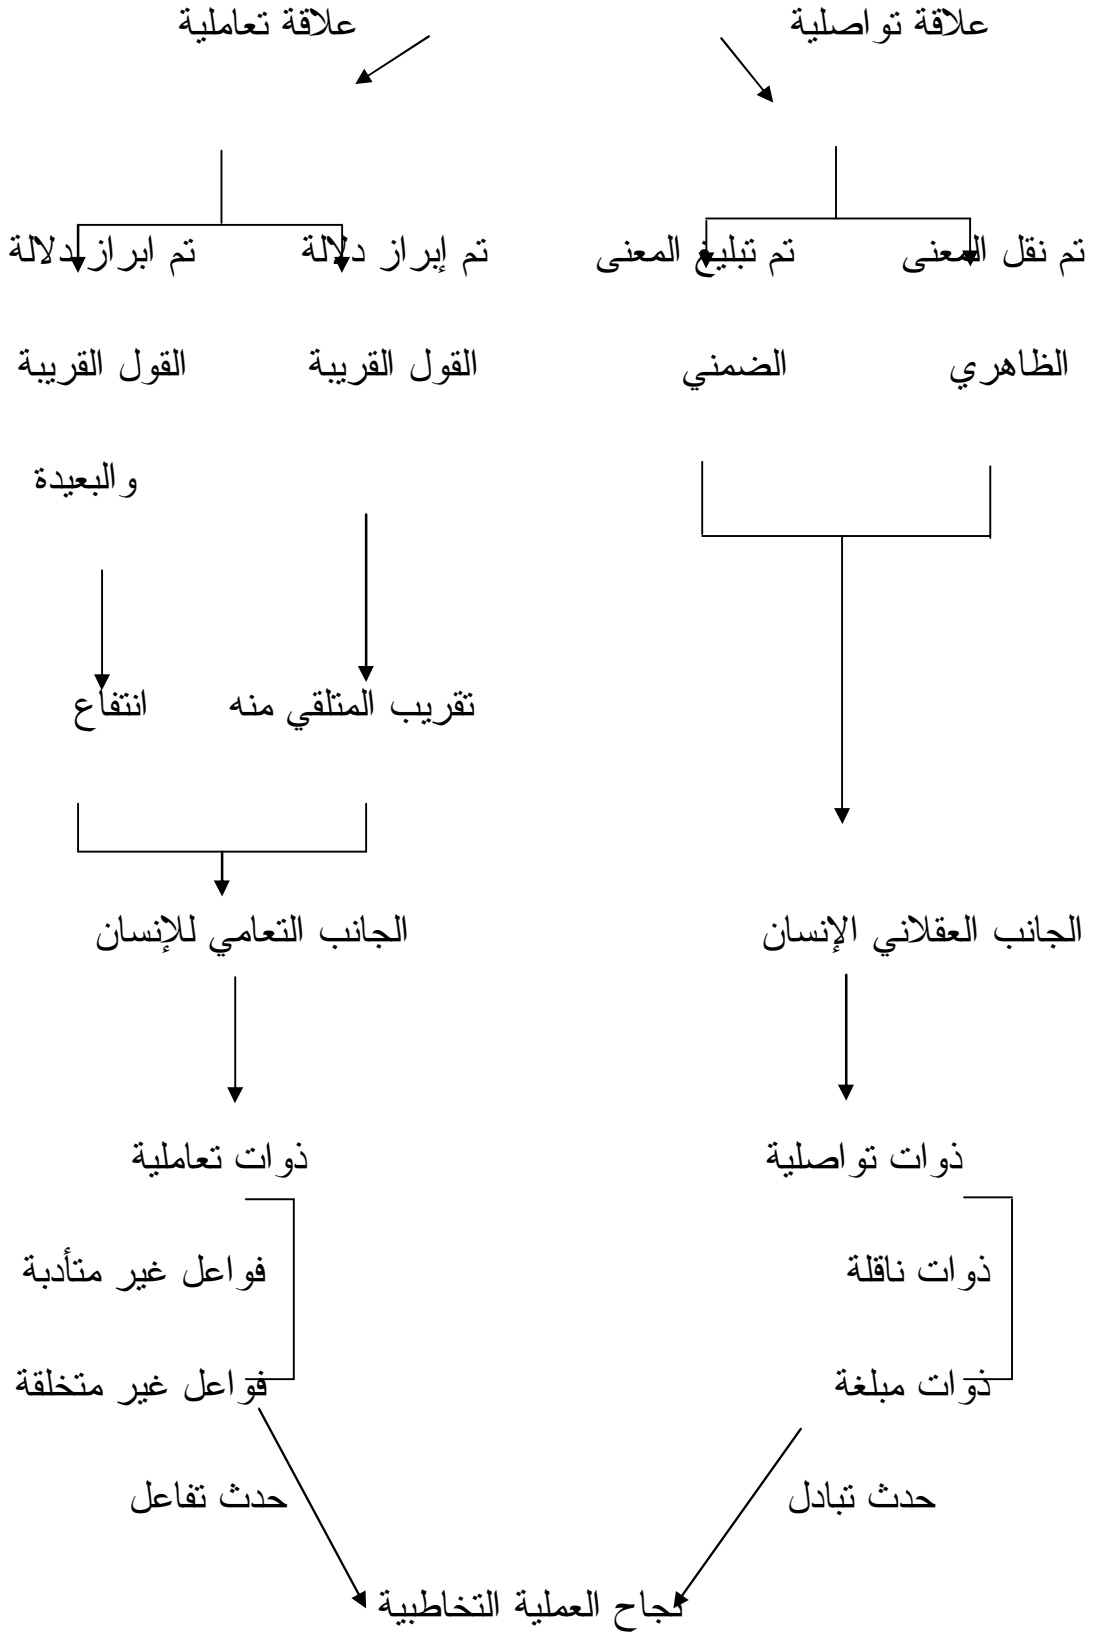 علاقة تواصلية علاقة تعاملية
تم نقل المعنى تم تبليغ المعنى تم إبراز دلالة تم ابراز دلالة
الظاهري الضمني القول القريبة القول القريبة
والبعيدة
تقريب المتلقي منه انتفاع
الجانب العقلاني الإنسان الجانب التعامي للإنسان
ذوات تواصلية ذوات تعاملية
ذوات ناقلة فواعل غير متأدبة
ذوات مبلغة فواعل غير متخلقة
حدث تبادل حدث تفاعل
نجاح العملية التخاطبية